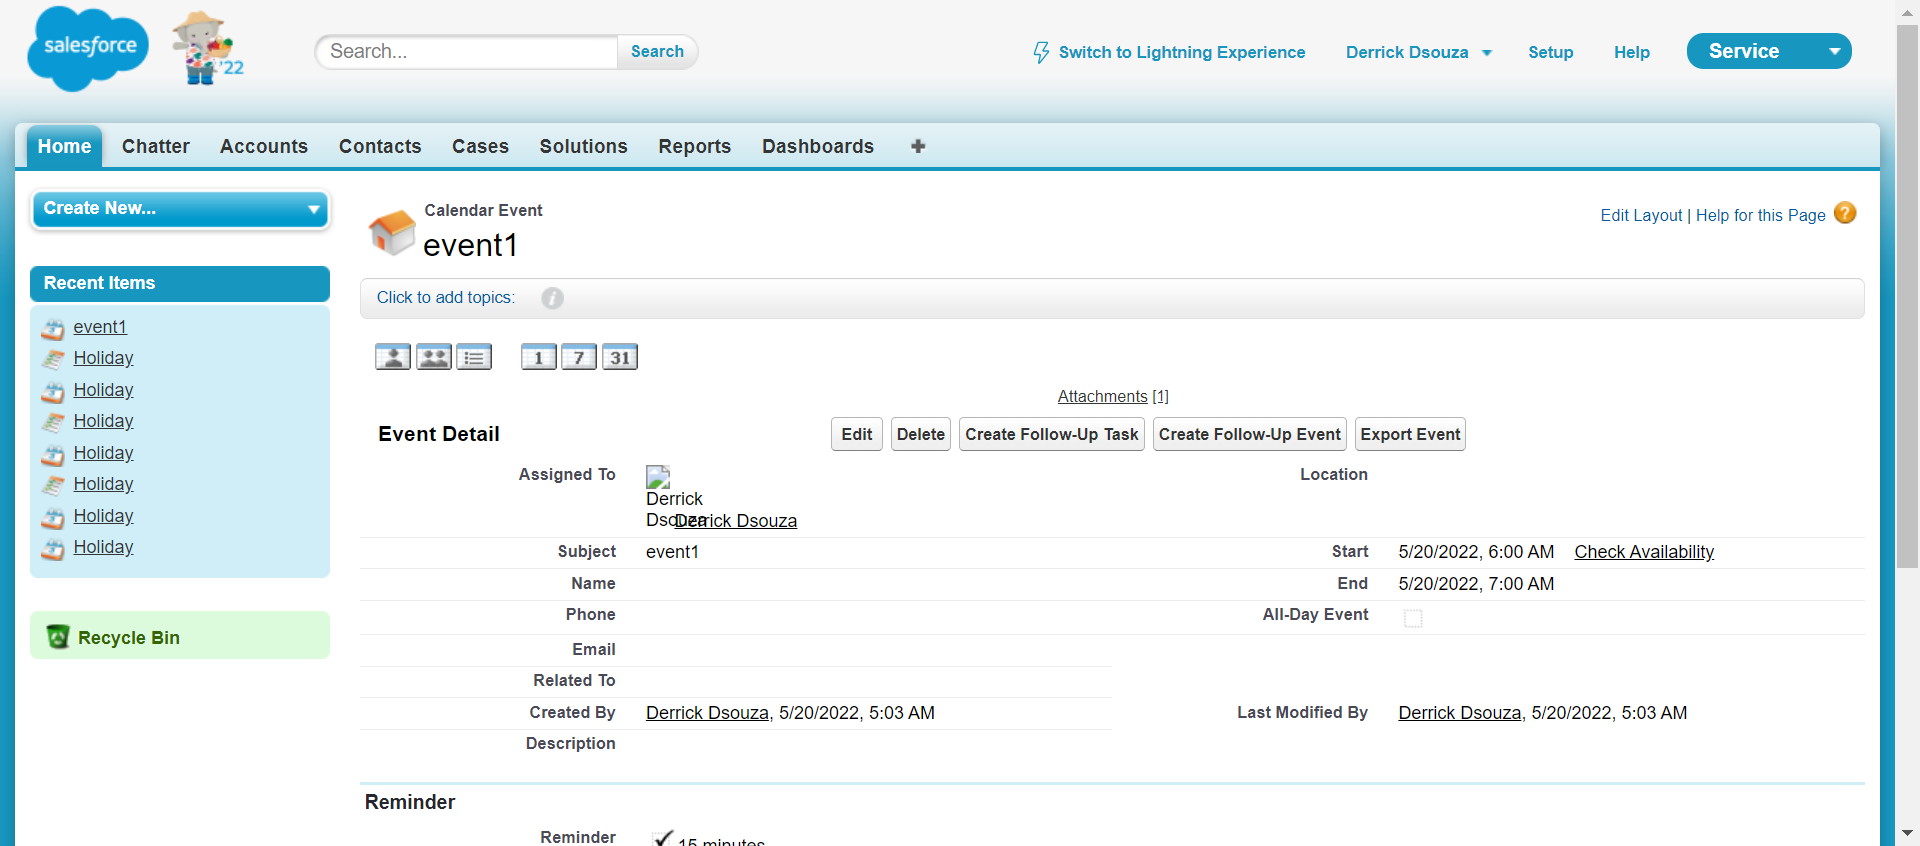 salesforce
'22
Search...
Search
Switch to Lightning Experience
Derrick Dsouza
Setup
Help
Service
Home
Chatter
Accounts
Contacts
Cases
Solutions
Reports
Dashboards
Create New...
Recent Items
event1
Holiday
Holiday
Holiday
Holiday
Holiday
Holiday
Holiday
Recycle Bin
Calendar Event
event1
Edit Layout | Help for this Page
Click to add topics:
1 7 31
Attachments [1]
Event Detail
Edit
Delete
Create Follow-Up Task
Create Follow-Up Event
Export Event
Assigned To
Derrick
Dsouza
Derrick Dsouza
Location
Subject event1
Start 5/20/2022, 6:00 AM Check Availability
Name
End 5/20/2022, 7:00 AM
Phone
All-Day Event
Email
Related To
Created By Derrick Dsouza, 5/20/2022, 5:03 AM
Last Modified By Derrick Dsouza, 5/20/2022, 5:03 AM
Description
Reminder
Reminder 15 minutes